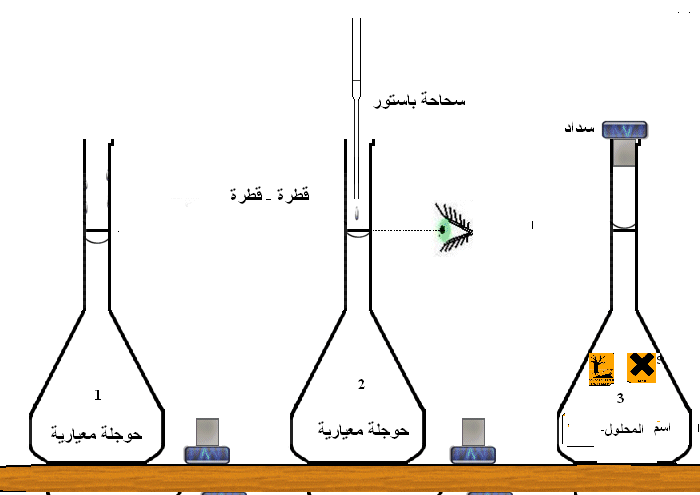 سحاحة باستور
سداد
قطرة - قطرة
1
حوجلة معيارية
2
حوجلة معيارية
3
اسم المحلول-